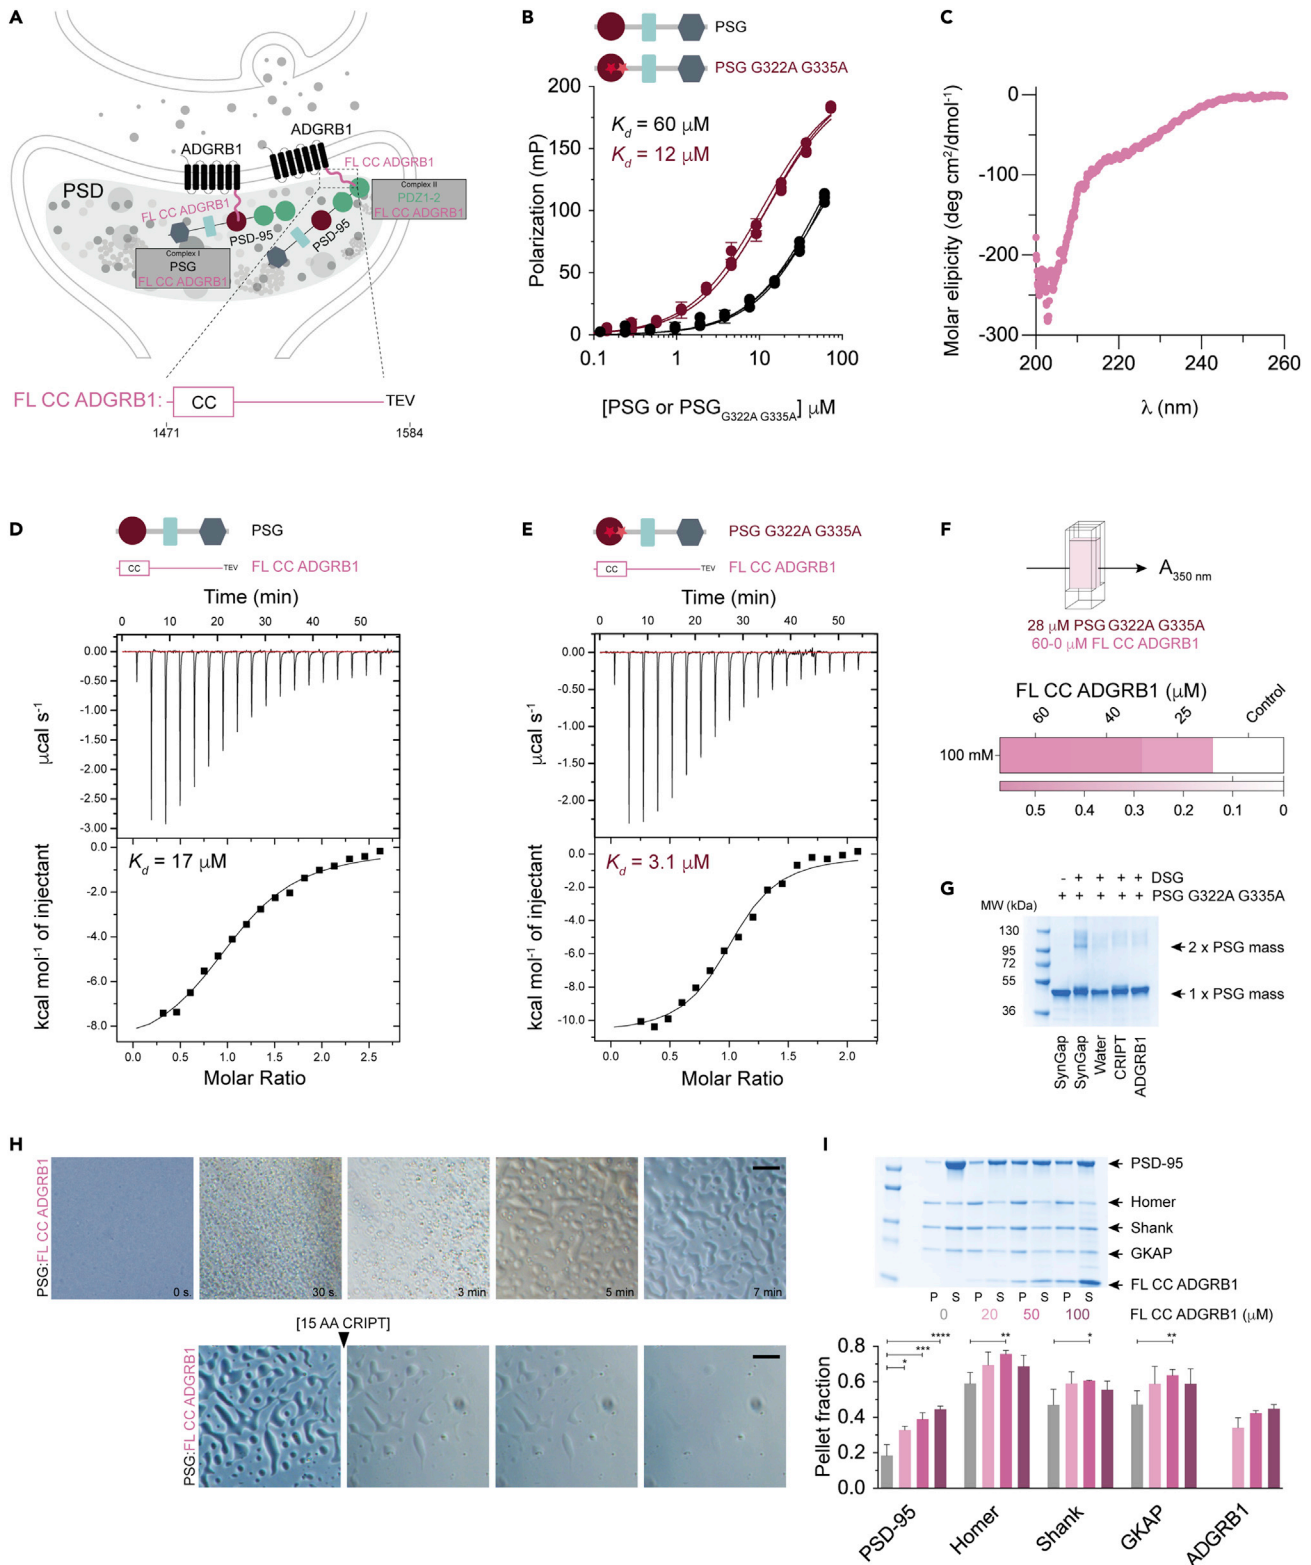 A
ADGRB1
ADGRB1
FL CC ADGRB1
PSD
FL CC ADGRB1
Complex II
PDZ1-2
FL CC ADGRB1
PSD-95
PSD-95
Complex I
PSG
FL CC ADGRB1
FL CC ADGRB1:
CC
TEV
1471
1584
B
PSG
PSG G322A G335A
200
150
100
50
0
Kd = 60 μM
Kd = 12 μM
Polarization (mP)
0.1 1 10 100
[PSG or PSG G322A G335A] μM
C
0
-100
-200
-300
Molar elipicity (deg cm2/dmol-1)
200 220 240 260
λ (nm)
D
PSG
CC
TEV
FL CC ADGRB1
Time (min)
0 10 20 30 40 50
0.00
-0.50
-1.00
-1.50
-2.00
-2.50
-3.00
μcal s-1
0.0
-2.0
-4.0
-6.0
-8.0
Kd = 17 μM
kcal mol-1 of injectant
0.0 0.5 1.0 1.5 2.0 2.5
Molar Ratio
E
PSG G322A G335A
CC
TEV
FL CC ADGRB1
Time (min)
0 10 20 30 40 50
0.00
-0.50
-1.00
-1.50
-2.00
μcal s-1
0.0
-2.0
-4.0
-6.0
-8.0
-10.0
Kd = 3.1 μM
kcal mol-1 of injectant
0.0 0.5 1.0 1.5 2.0
Molar Ratio
F
A350 nm
28 μM PSG G322A G335A
60-0 μM FL CC ADGRB1
FL CC ADGRB1 (μM)
60 40 25 Control
100 mM
0.5 0.4 0.3 0.2 0.1 0
G
- + + + + DSG
+ + + + + PSG G322A G335A
MW (kDa)
130
95
72
55
36
2 x PSG mass
1 x PSG mass
SynGap
SynGap
Water
CRIPT
ADGRB1
H
PSG:FL CC ADGRB1
0 s.
30 s.
3 min
5 min
7 min
[15 AA CRIPT]
PSG:FL CC ADGRB1
I
PSD-95
Homer
Shank
GKAP
FL CC ADGRB1
P S P S P S P S
0 20 50 100 FL CC ADGRB1 (μM)
0.8
0.6
0.4
0.2
0.0
Pellet fraction
****
***
*
**
*
**
PSD-95
Homer
Shank
GKAP
ADGRB1